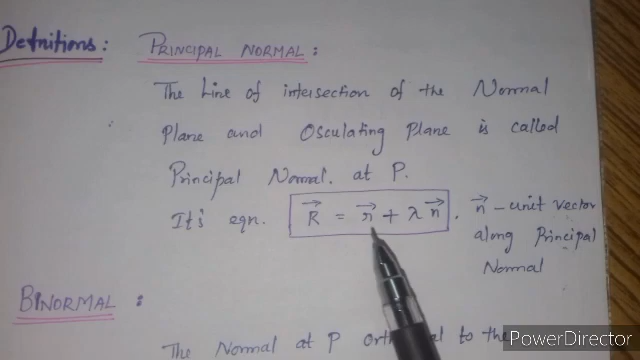 Definitions: PRINCIPAL NORMAL:
The Line of intersection of the Normal
Plane and Osculating Plane is called
Principal Normal. at P.
It's eqn. R⃗ = r⃗ + λ n⃗. n⃗ - unit vector
along Principal
Normal
BINORMAL :
The Normal at P to the
PowerDirector